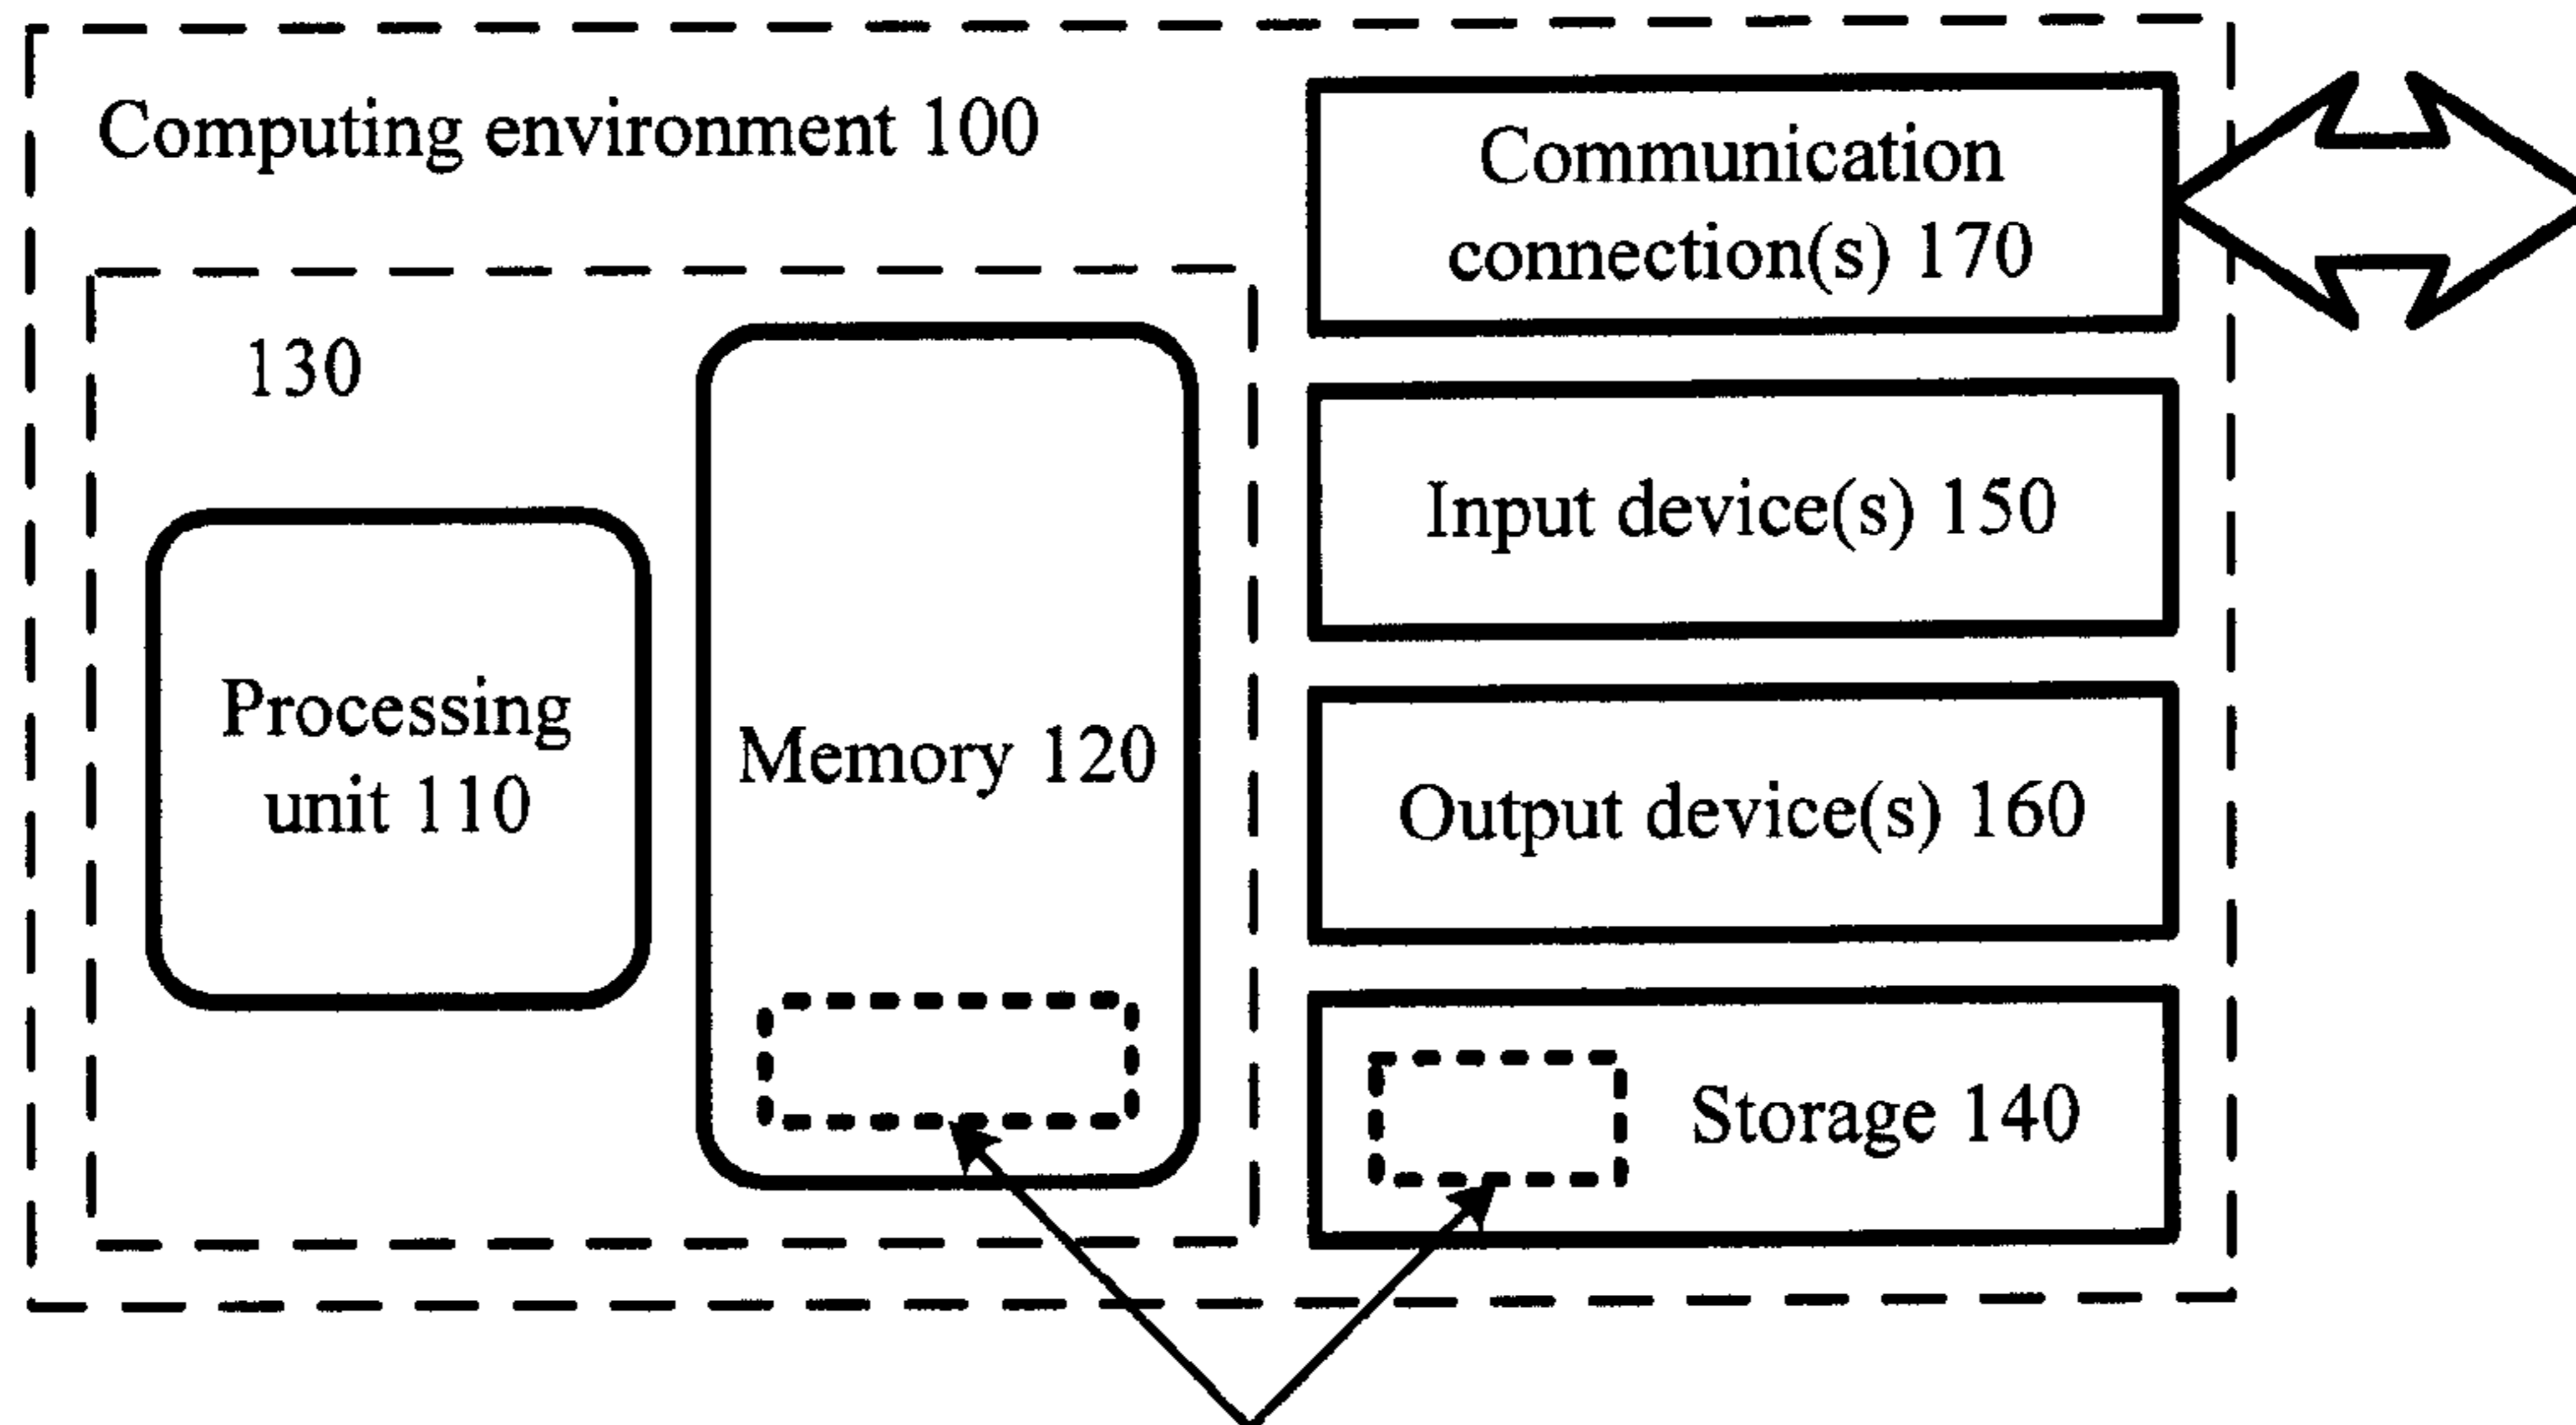 Computing environment 100
130
Processing
unit 110
Memory 120
Communication
connection(s) 170
Input device(s) 150
Output device(s) 160
Storage 140